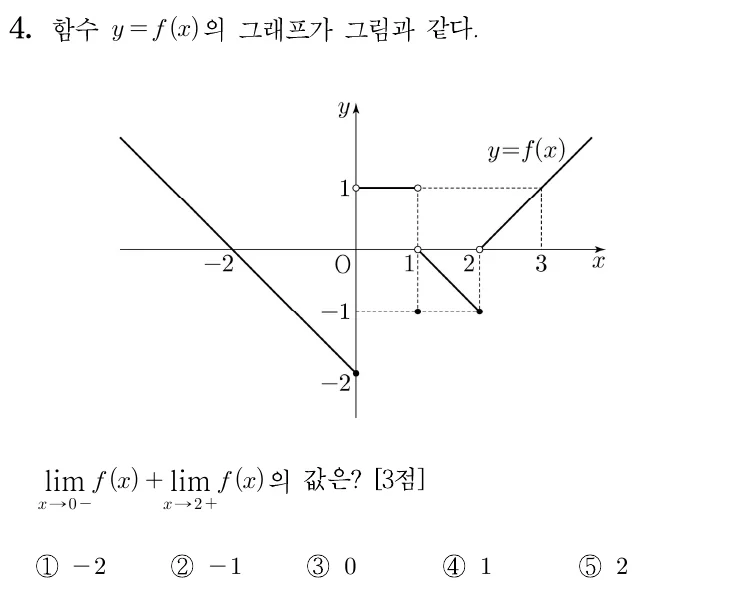 4. 함수 y=f(x)의 그래프가 그림과 같다.
y
y=f(x)
1
-2 O 1 2 3 x
-1
-2
lim f(x)+lim f(x)의 값은? [3점]
x→0- x→2+
① -2 ② -1 ③ 0 ④ 1 ⑤ 2